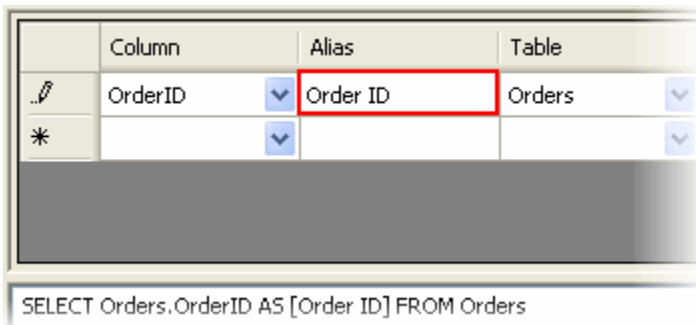 Column Alias Table
OrderID Order ID Orders
*
SELECT Orders.OrderID AS [Order ID] FROM Orders